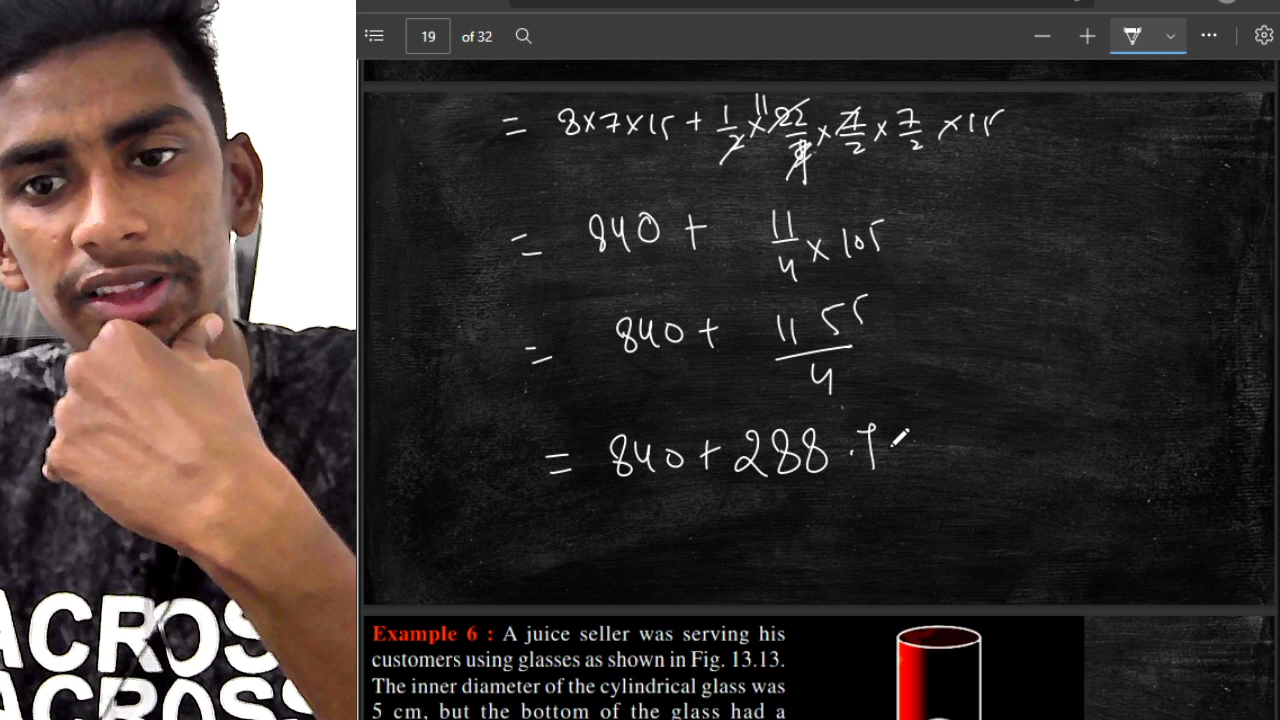 19 of 32
= 8×7×15 + 1/2 × 11 22/7 × 7/2 × 7/2 ×15
= 840 + 11/4 × 105
= 840 + 1155/4
= 840 + 288.7
Example 6 : A juice seller was serving his
customers using glasses as shown in Fig. 13.13.
The inner diameter of the cylindrical glass was
5 cm, but the bottom of the glass had a
ACROSS
ACROSS